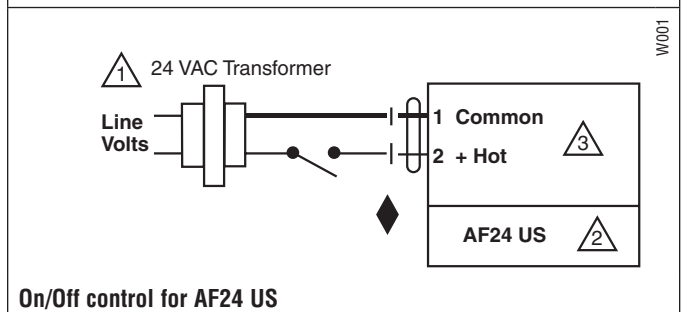 W001
1 24 VAC Transformer
Line
Volts
1 Common
2 + Hot
3
AF24 US 2
On/Off control for AF24 US